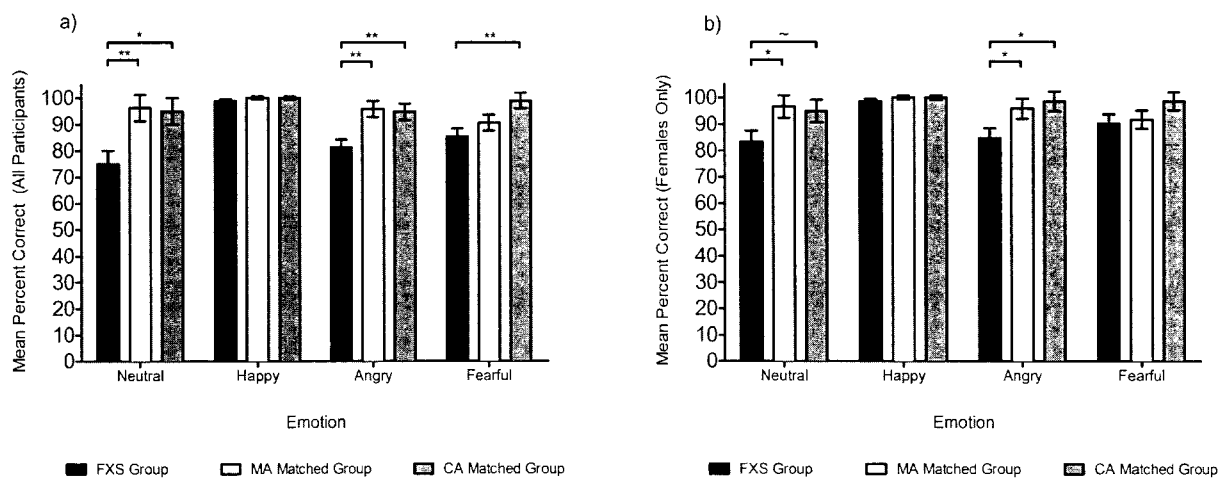 a)
* ** ** **
** **
Mean Percent Correct (All Participants)
100
90
80
70
60
50
40
30
20
10
0
Neutral Happy Angry Fearful
Emotion
FXS Group MA Matched Group CA Matched Group
b)
~ *
* *
Mean Percent Correct (Females Only)
100
90
80
70
60
50
40
30
20
10
0
Neutral Happy Angry Fearful
Emotion
FXS Group MA Matched Group CA Matched Group